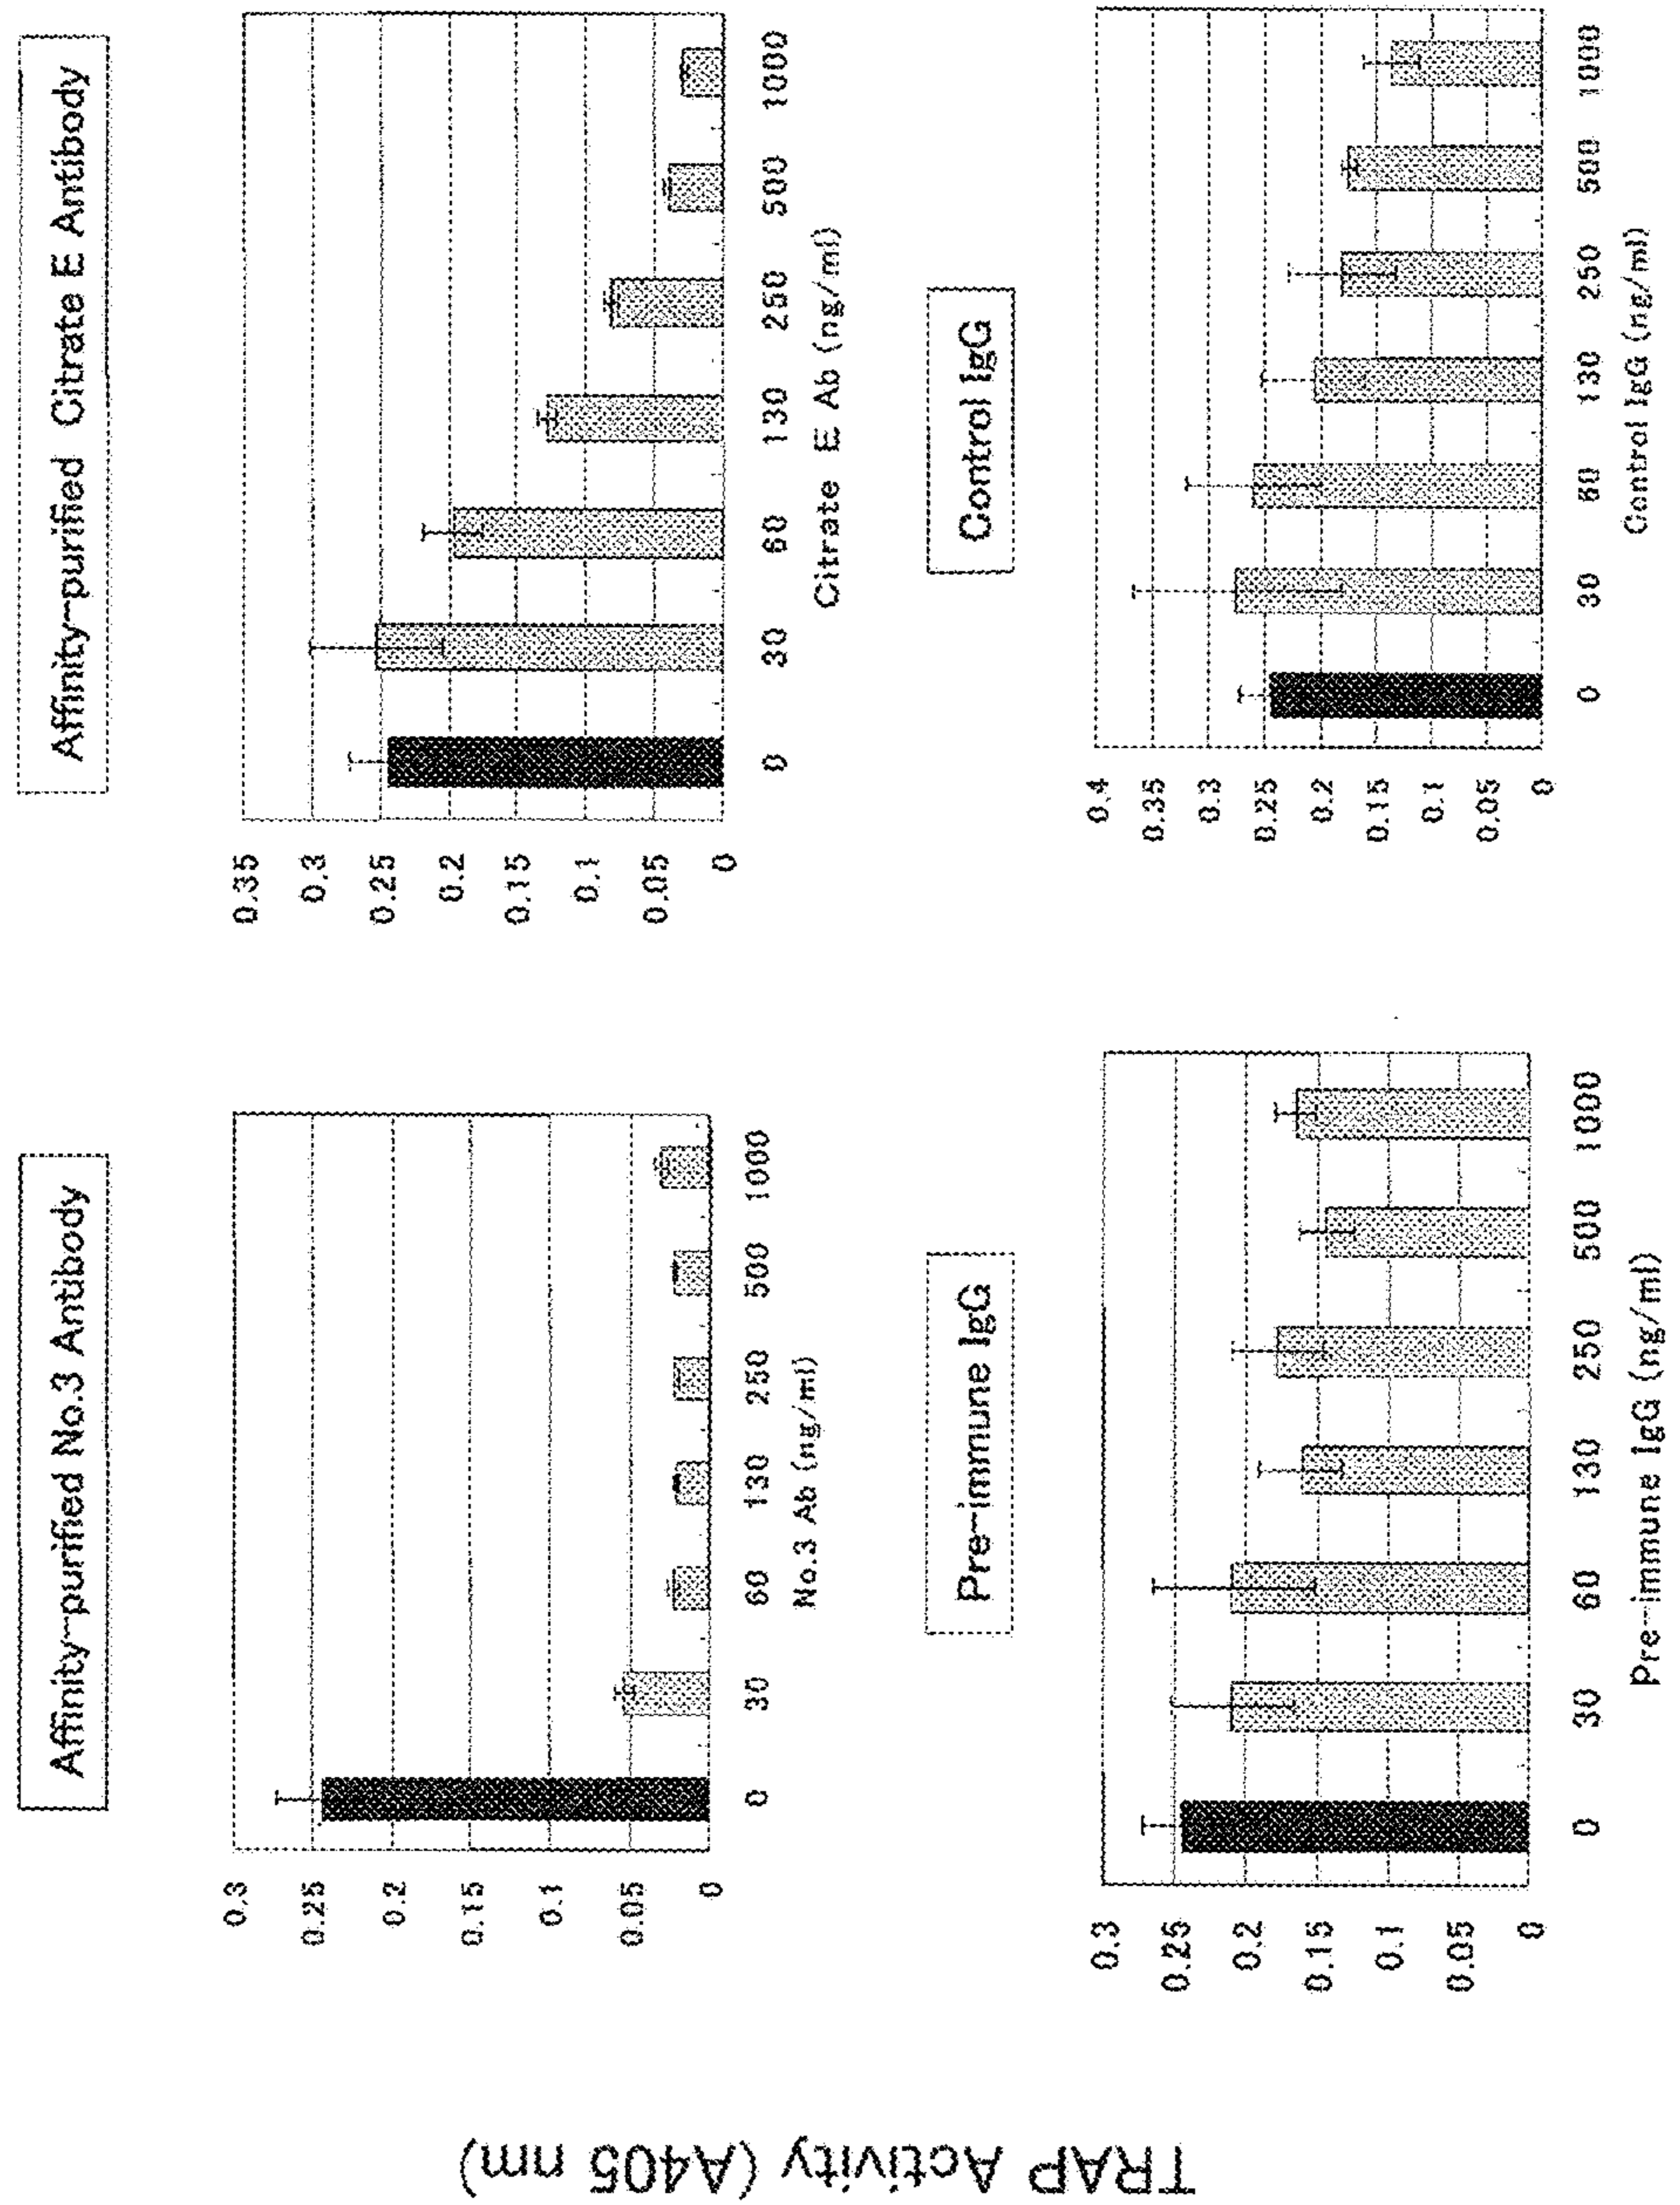 TRAP Activity (A405 nm)
Affinity-purified No.3 Antibody
0.3
0.25
0.2
0.15
0.1
0.05
0
0 30 60 130 250 500 1000
No.3 Ab (ng/ml)
Affinity-purified Citrate E Antibody
0.35
0.3
0.25
0.2
0.15
0.1
0.05
0
0 30 60 130 250 500 1000
Citrate E Ab (ng/ml)
Pre-immune IgG
0.3
0.25
0.2
0.15
0.1
0.05
0
0 30 60 130 250 500 1000
Pre-immune IgG (ng/ml)
Control IgG
0.4
0.35
0.3
0.25
0.2
0.15
0.1
0.05
0
0 30 60 130 250 500 1000
Control IgG (ng/ml)